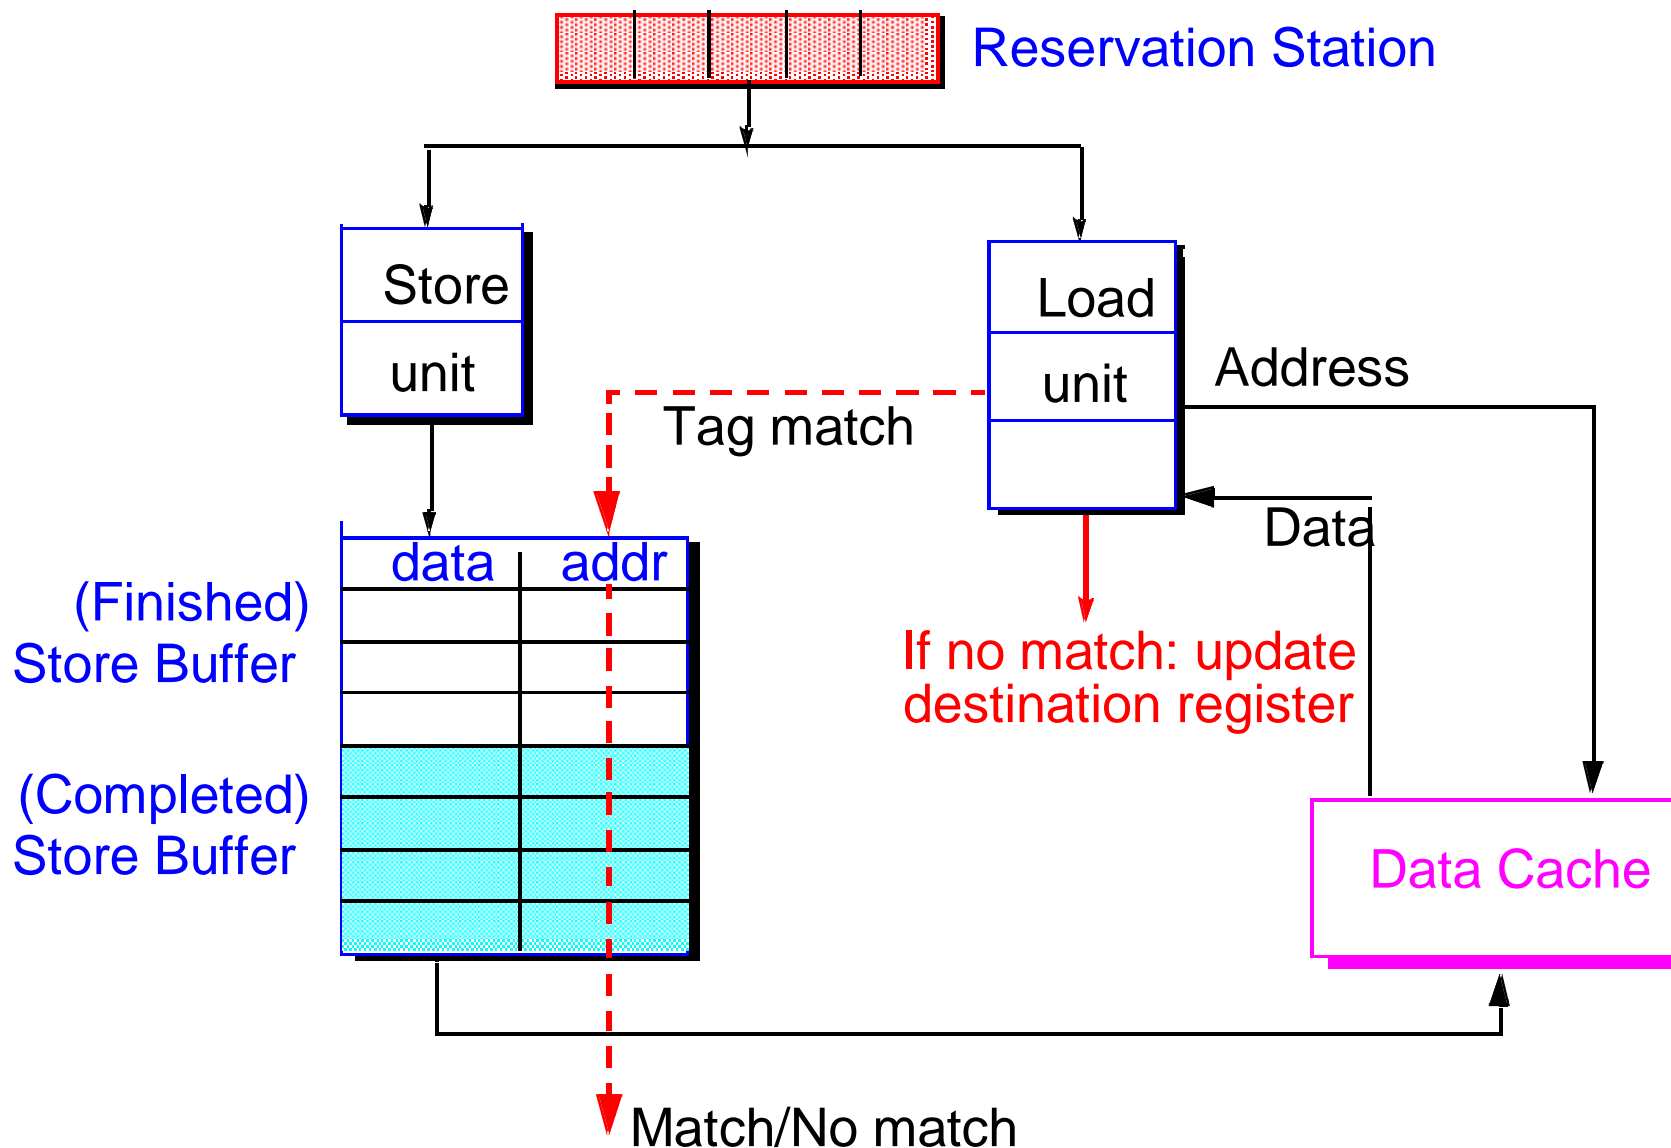 Reservation Station
Store
unit
Load
unit
Address
Tag match
Data
data addr
(Finished)
Store Buffer
If no match: update
destination register
(Completed)
Store Buffer
Data Cache
Match/No match